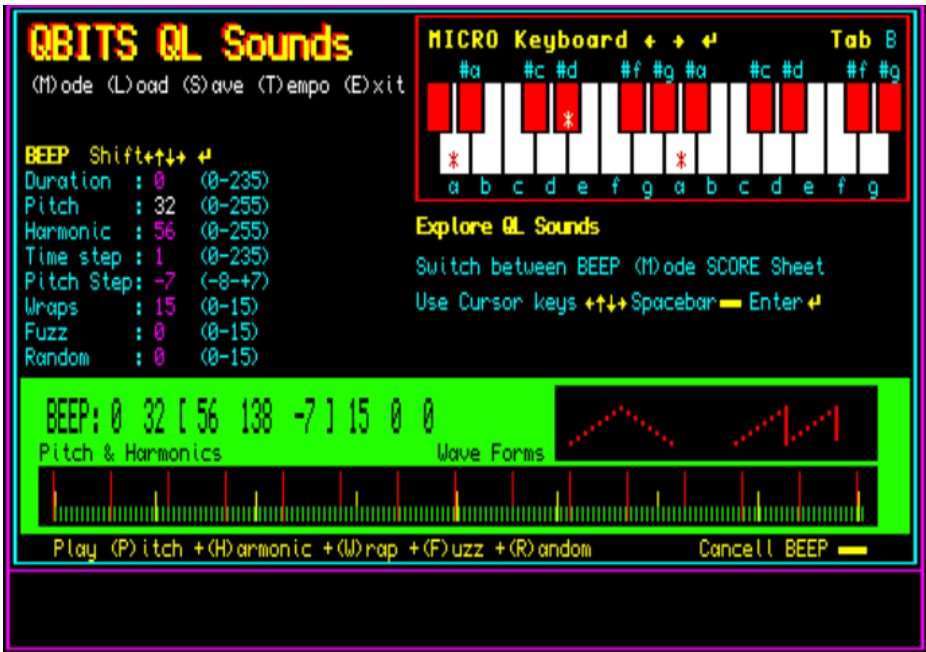 QBITS QL Sounds
(M)ode (L)oad (S)ave (T)empo (E)xit
BEEP Shift←↑↓→ ↵
Duration : 0 (0-235)
Pitch : 32 (0-255)
Harmonic : 56 (0-255)
Time step : 1 (0-235)
Pitch Step: -7 (-8-+7)
Wraps : 15 (0-15)
Fuzz : 0 (0-15)
Random : 0 (0-15)
MICRO Keyboard ← → ↵ Tab B
#a #c #d #f #g #a #c #d #f #g
a b c d e f g a b c d e f g
Explore QL Sounds
Switch between BEEP (M)ode SCORE Sheet
Use Cursor keys ←↑↓→ Spacebar Enter ↵
BEEP: 0 32 [ 56 138 -7 ] 15 0 0
Pitch & Harmonics Wave Forms
Play (P)itch +(H)armonic +(W)rap +(F)uzz +(R)andom Cancell BEEP